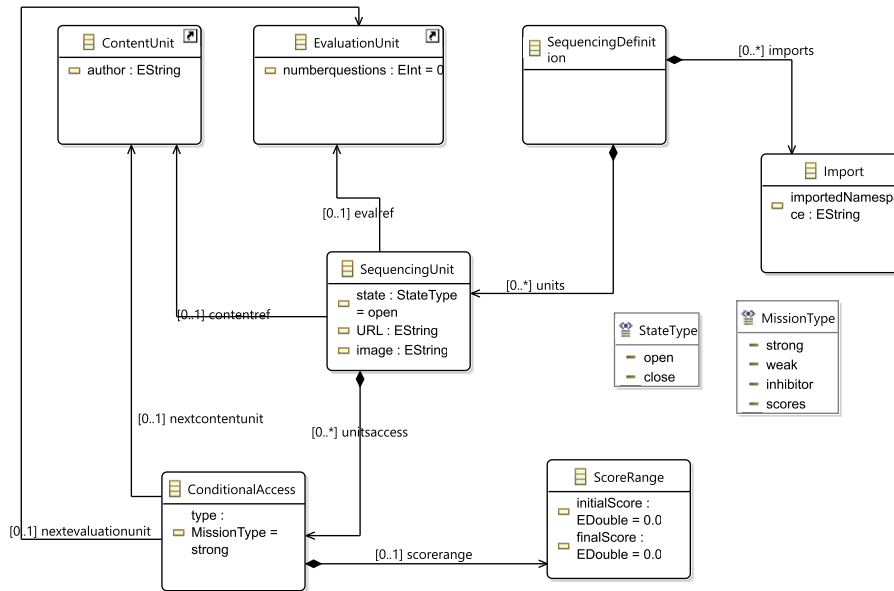 ContentUnit
author : EString
EvaluationUnit
numberquestions : EInt = 0
SequencingDefinit
ion
[0..*] imports
Import
importedNamespa
ce : EString
[0..1] evalref
SequencingUnit
state : StateType
= open
URL : EString
image : EString
[0..*] units
[0..1] contentref
StateType
open
close
MissionType
strong
weak
inhibitor
scores
[0..1] nextcontentunit
[0..*] unitsaccess
ConditionalAccess
type :
MissionType =
strong
[0..1] nextevaluationunit
[0..1] scorerange
ScoreRange
initialScore :
EDouble = 0.0
finalScore :
EDouble = 0.0